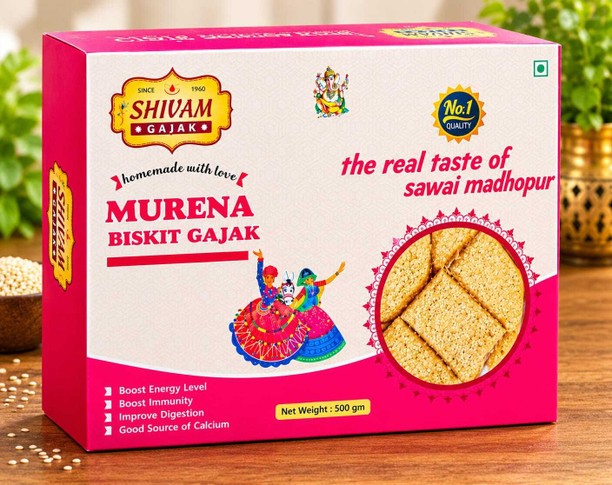 SINCE 1960
SHIVAM
GAJAK
homemade with love
MURENA
BISKIT GAJAK
No.1
QUALITY
the real taste of
sawai madhopur
Boost Energy Level
Boost Immunity
Improve Digestion
Good Source of Calcium
Net Weight : 500 gm
SHIVAM